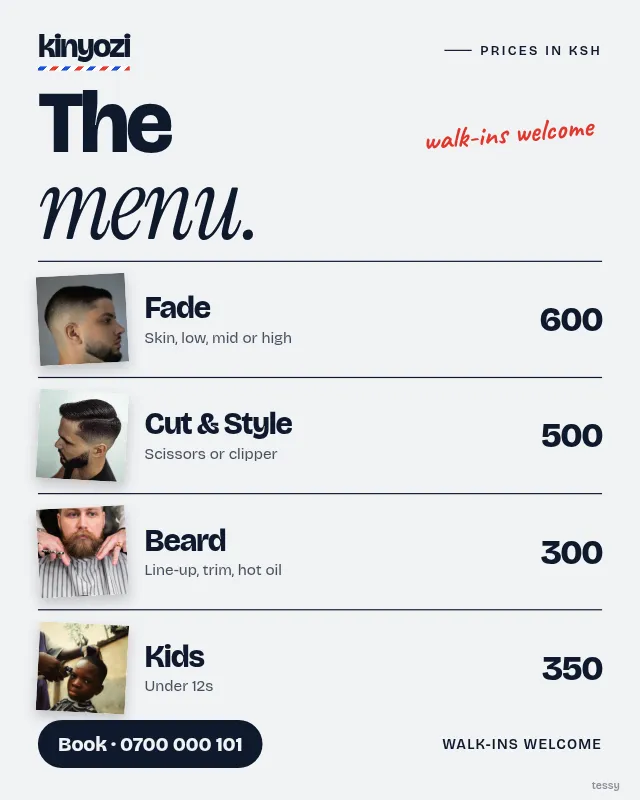 kinyozi
PRICES IN KSH
The
menu.
walk-ins welcome
Fade
Skin, low, mid or high
600
Cut & Style
Scissors or clipper
500
Beard
Line-up, trim, hot oil
300
Kids
Under 12s
350
Book · 0700 000 101
WALK-INS WELCOME
tessy